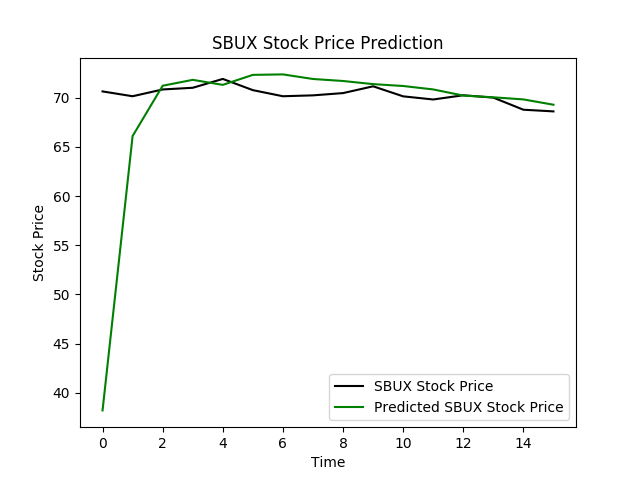 SBUX Stock Price Prediction
70
65
60
55
50
45
40
Stock Price
SBUX Stock Price
Predicted SBUX Stock Price
0 2 4 6 8 10 12 14
Time